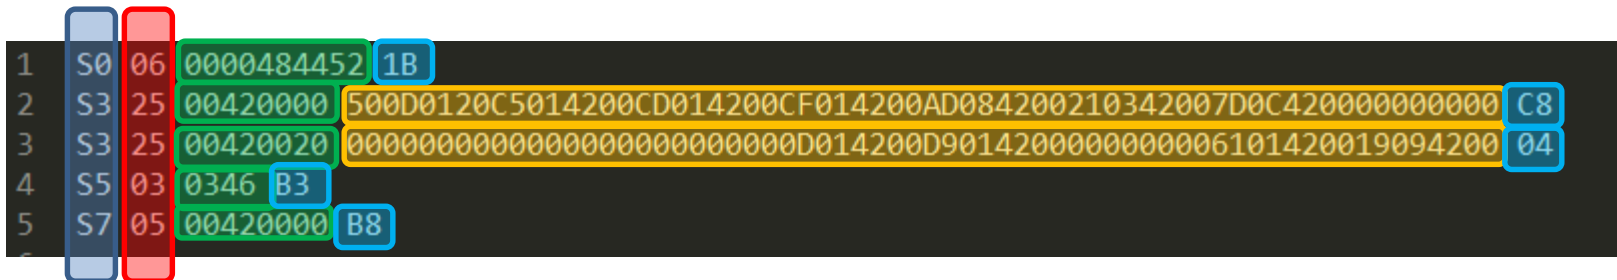 1 S0 06 0000484452 1B
2 S3 25 00420000 500D0120C5014200CD014200CF014200AD084200210342007D0C420000000000 C8
3 S3 25 00420020 0000000000000000000000000D014200D9014200000000006101420019094200 04
4 S5 03 0346 B3
5 S7 05 00420000 B8